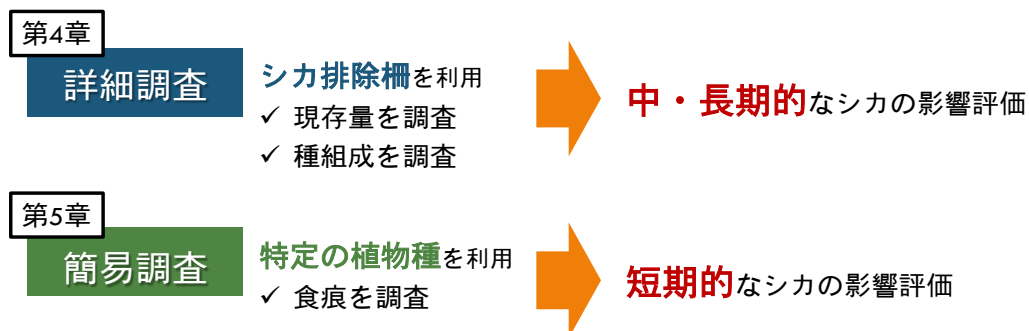 第4章
詳細調査
シカ排除柵を利用
✓ 現存量を調査
✓ 種組成を調査
中・長期的なシカの影響評価
第5章
簡易調査
特定の植物種を利用
✓ 食痕を調査
短期的なシカの影響評価